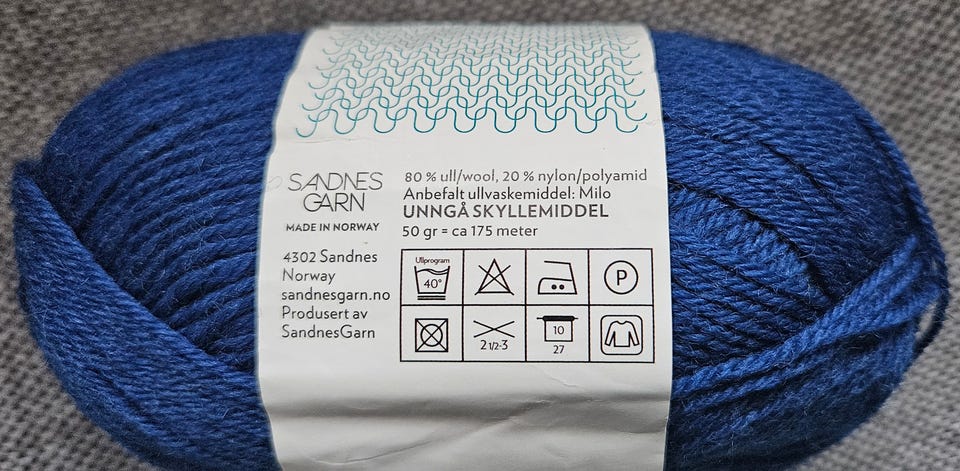 SANDNES
GARN
MADE IN NORWAY
4302 Sandnes
Norway
sandnesgarn.no
Produsert av
SandnesGarn
80 % ull/wool, 20 % nylon/polyamid
Anbefalt ullvaskemiddel: Milo
UNNGÅ SKYLLEMIDDEL
50 gr = ca 175 meter
Ullprogram
40°
P
2 1/2-3
10
27